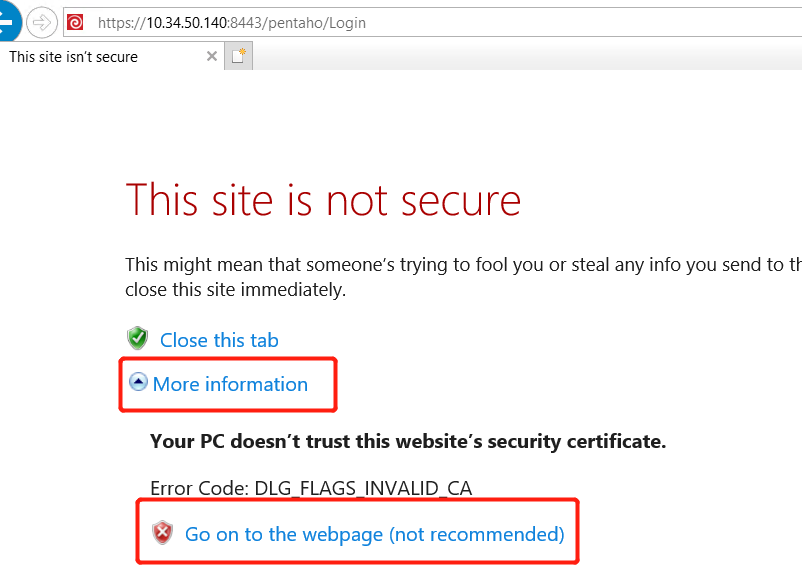 https://10.34.50.140:8443/pentaho/Login
This site isn't secure
This site is not secure
This might mean that someone's trying to fool you or steal any info you send to
close this site immediately.
Close this tab
More information
Your PC doesn't trust this website's security certificate.
Error Code: DLG_FLAGS_INVALID_CA
Go on to the webpage (not recommended)